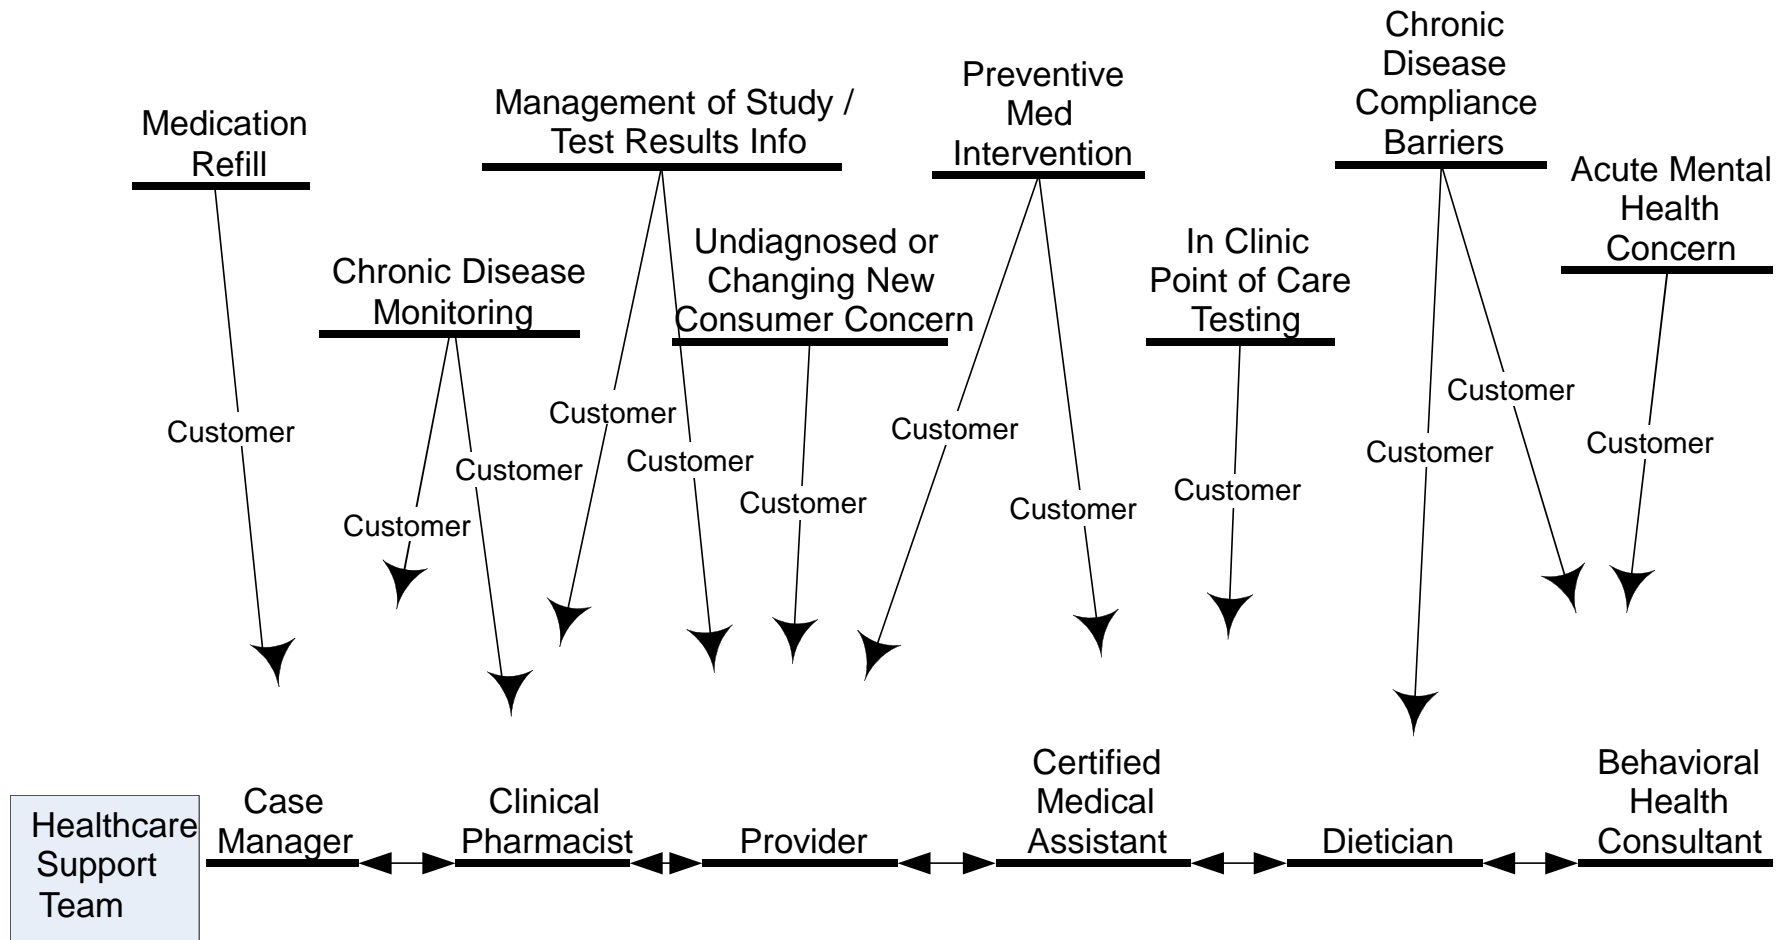 Medication
Refill
Management of Study /
Test Results Info
Preventive
Med
Intervention
Chronic
Disease
Compliance
Barriers
Acute Mental
Health
Concern
Chronic Disease
Monitoring
Undiagnosed or
Changing New
Consumer Concern
In Clinic
Point of Care
Testing
Customer
Customer
Customer
Customer
Customer
Customer
Customer
Customer
Customer
Customer
Customer
Customer
Healthcare
Support
Team
Case
Manager
Clinical
Pharmacist
Provider
Certified
Medical
Assistant
Dietician
Behavioral
Health
Consultant